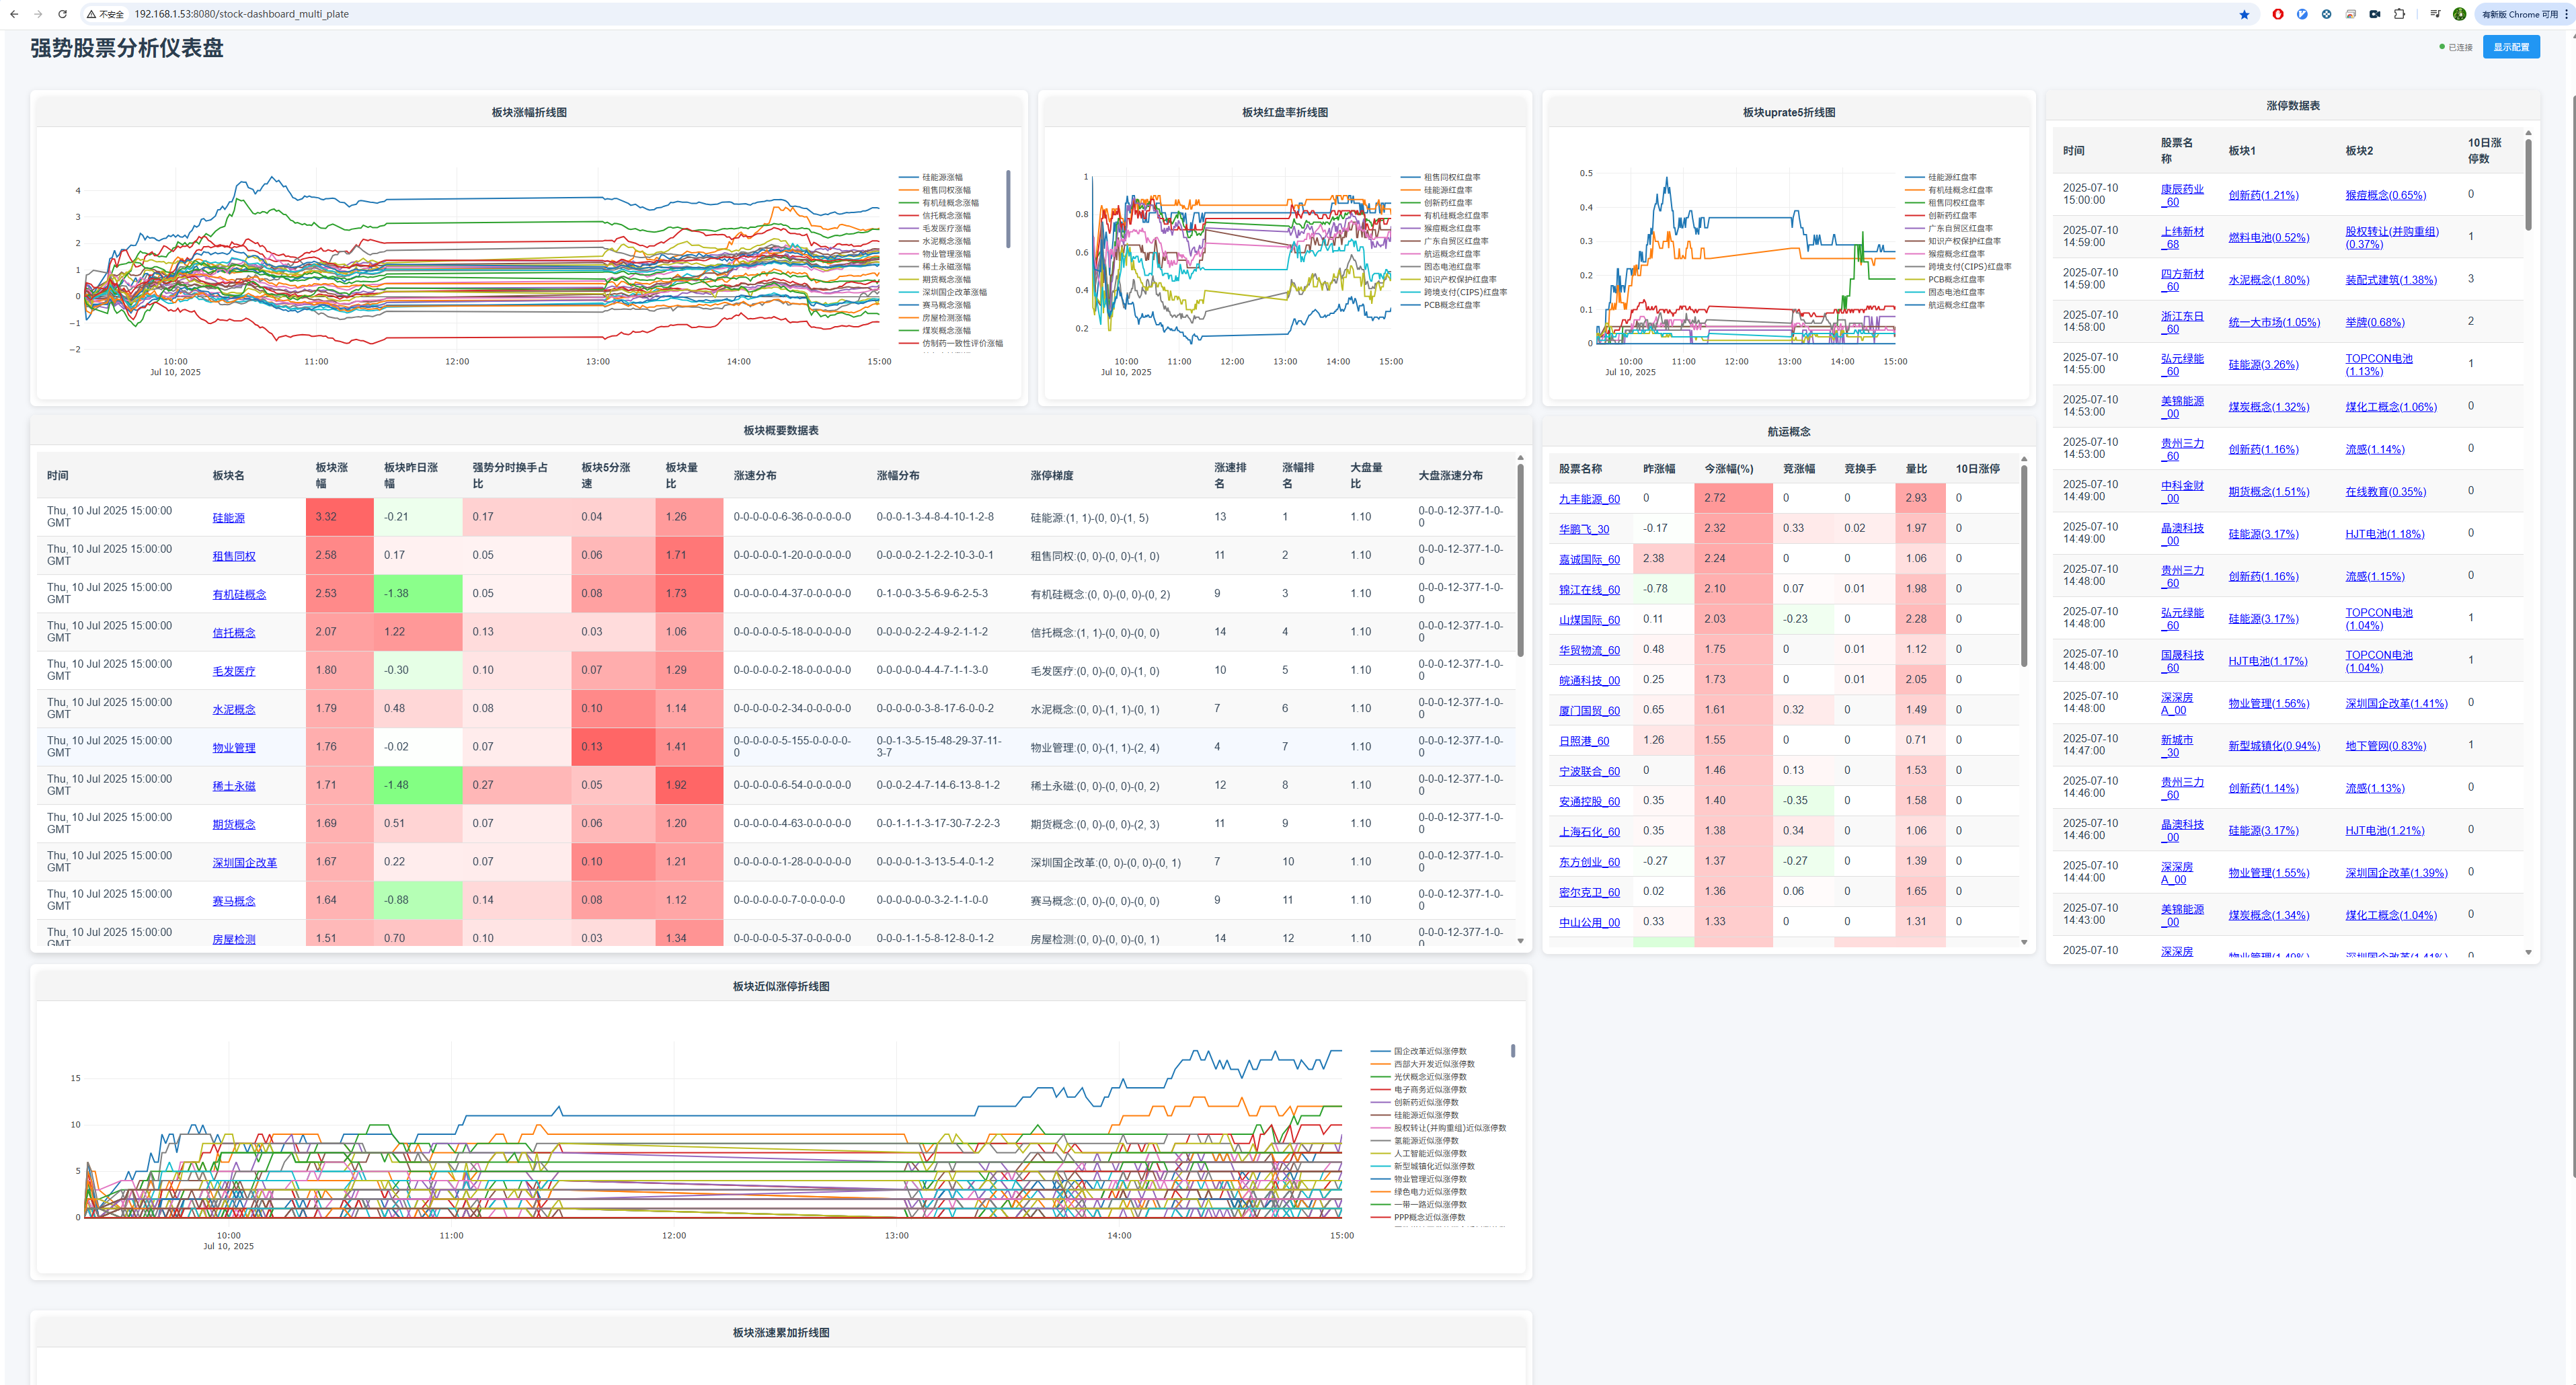 不安全 192.168.1.53:8080/stock-dashboard_multi_plate 有新版 Chrome 可用
强势股票分析仪表盘
已连接 显示配置
板块涨幅折线图
4
3
2
1
0
−1
−2
10:00 11:00 12:00 13:00 14:00 15:00
Jul 10, 2025
硅能源涨幅
租售同权涨幅
有机硅概念涨幅
信托概念涨幅
毛发医疗涨幅
水泥概念涨幅
物业管理涨幅
稀土永磁涨幅
期货概念涨幅
深圳国企改革涨幅
赛马概念涨幅
房屋检测涨幅
煤炭概念涨幅
仿制药一致性评价涨幅
板块红盘率折线图
1
0.8
0.6
0.4
0.2
10:00 11:00 12:00 13:00 14:00 15:00
Jul 10, 2025
租售同权红盘率
硅能源红盘率
创新药红盘率
有机硅概念红盘率
猴痘概念红盘率
广东自贸区红盘率
航运概念红盘率
固态电池红盘率
知识产权保护红盘率
跨境支付(CIPS)红盘率
PCB概念红盘率
板块uprate5折线图
0.5
0.4
0.3
0.2
0.1
0
10:00 11:00 12:00 13:00 14:00 15:00
Jul 10, 2025
硅能源红盘率
有机硅概念红盘率
租售同权红盘率
创新药红盘率
广东自贸区红盘率
知识产权保护红盘率
猴痘概念红盘率
跨境支付(CIPS)红盘率
PCB概念红盘率
固态电池红盘率
航运概念红盘率
涨停数据表
时间 股票名称 板块1 板块2 10日涨停数
2025-07-10 15:00:00 康辰药业_60 创新药(1.21%) 猴痘概念(0.65%) 0
2025-07-10 14:59:00 上纬新材_68 燃料电池(0.52%) 股权转让(并购重组)(0.37%) 1
2025-07-10 14:59:00 四方新材_60 水泥概念(1.80%) 装配式建筑(1.38%) 3
2025-07-10 14:58:00 浙江东日_60 统一大市场(1.05%) 举牌(0.68%) 2
2025-07-10 14:55:00 弘元绿能_60 硅能源(3.26%) TOPCON电池(1.13%) 1
2025-07-10 14:53:00 美锦能源_00 煤炭概念(1.32%) 煤化工概念(1.06%) 0
2025-07-10 14:53:00 贵州三力_60 创新药(1.16%) 流感(1.14%) 0
2025-07-10 14:49:00 中科金财_00 期货概念(1.51%) 在线教育(0.35%) 0
2025-07-10 14:49:00 晶澳科技_00 硅能源(3.17%) HJT电池(1.18%) 0
2025-07-10 14:48:00 贵州三力_60 创新药(1.16%) 流感(1.15%) 0
2025-07-10 14:48:00 弘元绿能_60 硅能源(3.17%) TOPCON电池(1.04%) 1
2025-07-10 14:48:00 国晟科技_60 HJT电池(1.17%) TOPCON电池(1.04%) 1
2025-07-10 14:48:00 深深房A_00 物业管理(1.56%) 深圳国企改革(1.41%) 0
2025-07-10 14:47:00 新城市_30 新型城镇化(0.94%) 地下管网(0.83%) 1
2025-07-10 14:46:00 贵州三力_60 创新药(1.14%) 流感(1.13%) 0
2025-07-10 14:46:00 晶澳科技_00 硅能源(3.17%) HJT电池(1.21%) 0
2025-07-10 14:44:00 深深房A_00 物业管理(1.55%) 深圳国企改革(1.39%) 0
2025-07-10 14:43:00 美锦能源_00 煤炭概念(1.34%) 煤化工概念(1.04%) 0
2025-07-10 深深房 物业管理(1.49%) 深圳国企改革(1.41%) 0
板块概要数据表
时间 板块名 板块涨幅 板块昨日涨幅 强势分时换手占比 板块5分涨速 板块量比 涨速分布 涨幅分布 涨停梯度 涨速排名 涨幅排名 大盘量比 大盘涨速分布
Thu, 10 Jul 2025 15:00:00 GMT 硅能源 3.32 -0.21 0.17 0.04 1.26 0-0-0-0-0-6-36-0-0-0-0-0 0-0-0-1-3-4-8-4-10-1-2-8 硅能源:(1, 1)-(0, 0)-(1, 5) 13 1 1.10 0-0-0-12-377-1-0-0
Thu, 10 Jul 2025 15:00:00 GMT 租售同权 2.58 0.17 0.05 0.06 1.71 0-0-0-0-0-1-20-0-0-0-0-0 0-0-0-0-2-1-2-2-10-3-0-1 租售同权:(0, 0)-(0, 0)-(1, 0) 11 2 1.10 0-0-0-12-377-1-0-0
Thu, 10 Jul 2025 15:00:00 GMT 有机硅概念 2.53 -1.38 0.05 0.08 1.73 0-0-0-0-0-4-37-0-0-0-0-0 0-1-0-0-3-5-6-9-6-2-5-3 有机硅概念:(0, 0)-(0, 0)-(0, 2) 9 3 1.10 0-0-0-12-377-1-0-0
Thu, 10 Jul 2025 15:00:00 GMT 信托概念 2.07 1.22 0.13 0.03 1.06 0-0-0-0-0-5-18-0-0-0-0-0 0-0-0-0-2-2-4-9-2-1-1-2 信托概念:(1, 1)-(0, 0)-(0, 0) 14 4 1.10 0-0-0-12-377-1-0-0
Thu, 10 Jul 2025 15:00:00 GMT 毛发医疗 1.80 -0.30 0.10 0.07 1.29 0-0-0-0-0-2-18-0-0-0-0-0 0-0-0-0-0-4-4-7-1-1-3-0 毛发医疗:(0, 0)-(0, 0)-(1, 0) 10 5 1.10 0-0-0-12-377-1-0-0
Thu, 10 Jul 2025 15:00:00 GMT 水泥概念 1.79 0.48 0.08 0.10 1.14 0-0-0-0-0-2-34-0-0-0-0-0 0-0-0-0-0-3-8-17-6-0-0-2 水泥概念:(0, 0)-(1, 1)-(0, 1) 7 6 1.10 0-0-0-12-377-1-0-0
Thu, 10 Jul 2025 15:00:00 GMT 物业管理 1.76 -0.02 0.07 0.13 1.41 0-0-0-0-0-5-155-0-0-0-0-0 0-0-1-3-5-15-48-29-37-11-3-7 物业管理:(0, 0)-(1, 1)-(2, 4) 4 7 1.10 0-0-0-12-377-1-0-0
Thu, 10 Jul 2025 15:00:00 GMT 稀土永磁 1.71 -1.48 0.27 0.05 1.92 0-0-0-0-0-6-54-0-0-0-0-0 0-0-0-2-4-7-14-6-13-8-1-2 稀土永磁:(0, 0)-(0, 0)-(0, 2) 12 8 1.10 0-0-0-12-377-1-0-0
Thu, 10 Jul 2025 15:00:00 GMT 期货概念 1.69 0.51 0.07 0.06 1.20 0-0-0-0-0-4-63-0-0-0-0-0 0-0-1-1-1-3-17-30-7-2-2-3 期货概念:(0, 0)-(0, 0)-(2, 3) 11 9 1.10 0-0-0-12-377-1-0-0
Thu, 10 Jul 2025 15:00:00 GMT 深圳国企改革 1.67 0.22 0.07 0.10 1.21 0-0-0-0-0-1-28-0-0-0-0-0 0-0-0-0-1-3-13-5-4-0-1-2 深圳国企改革:(0, 0)-(0, 0)-(0, 1) 7 10 1.10 0-0-0-12-377-1-0-0
Thu, 10 Jul 2025 15:00:00 GMT 赛马概念 1.64 -0.88 0.14 0.08 1.12 0-0-0-0-0-0-7-0-0-0-0-0 0-0-0-0-0-3-2-1-1-0-0 赛马概念:(0, 0)-(0, 0)-(0, 0) 9 11 1.10 0-0-0-12-377-1-0-0
Thu, 10 Jul 2025 15:00:00 GMT 房屋检测 1.51 0.70 0.10 0.03 1.34 0-0-0-0-0-5-37-0-0-0-0-0 0-0-0-1-1-5-8-12-8-0-1-2 房屋检测:(0, 0)-(0, 0)-(0, 1) 14 12 1.10 0-0-0-12-377-1-0-0
航运概念
股票名称 昨涨幅 今涨幅(%) 竞涨幅 竞换手 量比 10日涨停
九丰能源_60 0 2.72 0 0 2.93 0
华鹏飞_30 -0.17 2.32 0.33 0.02 1.97 0
嘉诚国际_60 2.38 2.24 0 0 1.06 0
锦江在线_60 -0.78 2.10 0.07 0.01 1.98 0
山煤国际_60 0.11 2.03 -0.23 0 2.28 0
华贸物流_60 0.48 1.75 0 0.01 1.12 0
皖通科技_00 0.25 1.73 0 0.01 2.05 0
厦门国贸_60 0.65 1.61 0.32 0 1.49 0
日照港_60 1.26 1.55 0 0 0.71 0
宁波联合_60 0 1.46 0.13 0 1.53 0
安通控股_60 0.35 1.40 -0.35 0 1.58 0
上海石化_60 0.35 1.38 0.34 0 1.06 0
东方创业_60 -0.27 1.37 -0.27 0 1.39 0
密尔克卫_60 0.02 1.36 0.06 0 1.65 0
中山公用_00 0.33 1.33 0 0 1.31 0
板块近似涨停折线图
15
10
5
0
10:00 11:00 12:00 13:00 14:00 15:00
Jul 10, 2025
国企改革近似涨停数
西部大开发近似涨停数
光伏概念近似涨停数
电子商务近似涨停数
创新药近似涨停数
硅能源近似涨停数
股权转让(并购重组)近似涨停数
氢能源近似涨停数
人工智能近似涨停数
新型城镇化近似涨停数
物业管理近似涨停数
绿色电力近似涨停数
一带一路近似涨停数
PPP概念近似涨停数
板块涨速累加折线图